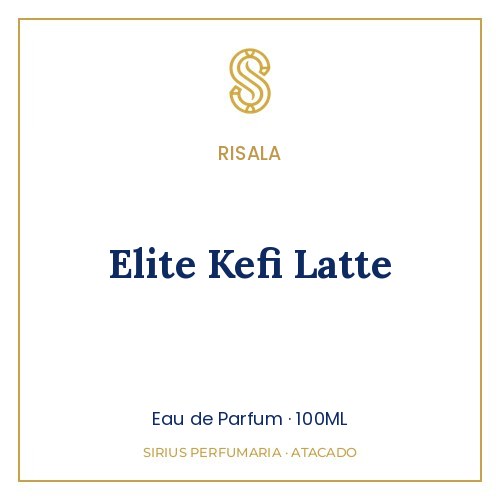 RISALA
Elite Kefi Latte
Eau de Parfum · 100ML
SIRIUS PERFUMARIA · ATACADO